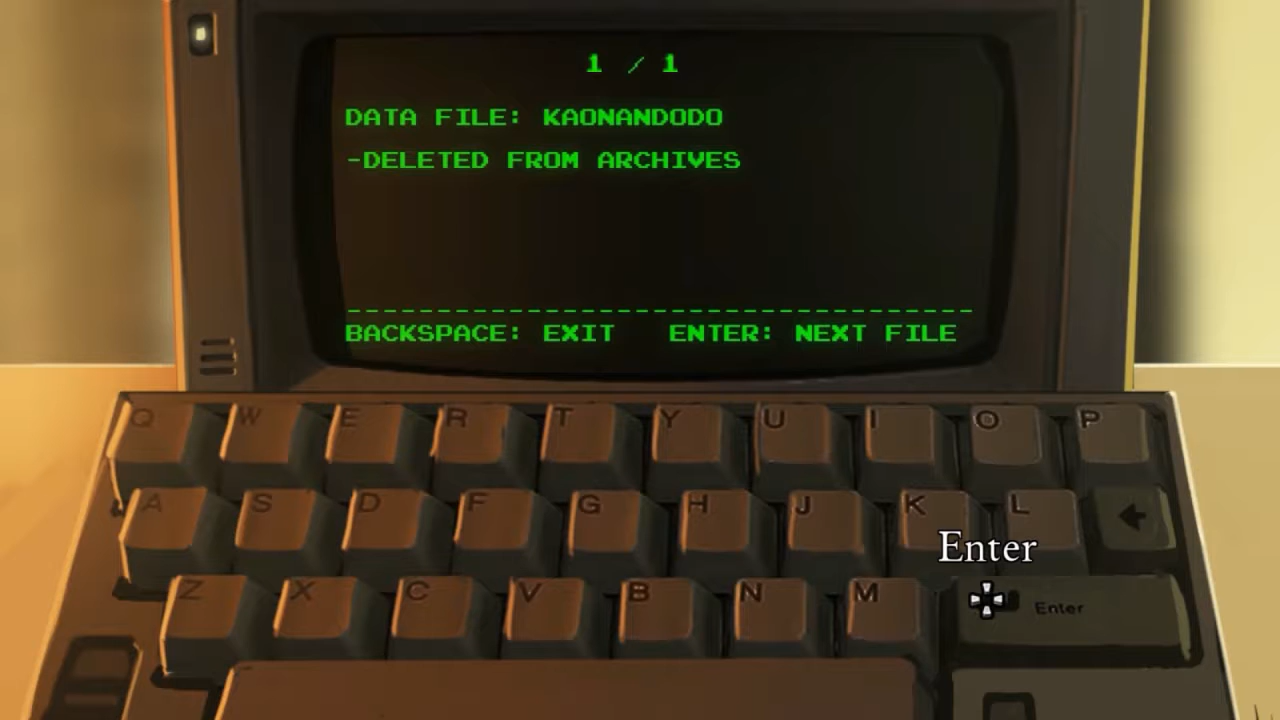 1 / 1
DATA FILE: KAONANDODO
-DELETED FROM ARCHIVES
-----------------------------------
BACKSPACE: EXIT ENTER: NEXT FILE
Q W E R T Y U I O P
A S D F G H J K L
Enter
Z X C V B N M Enter